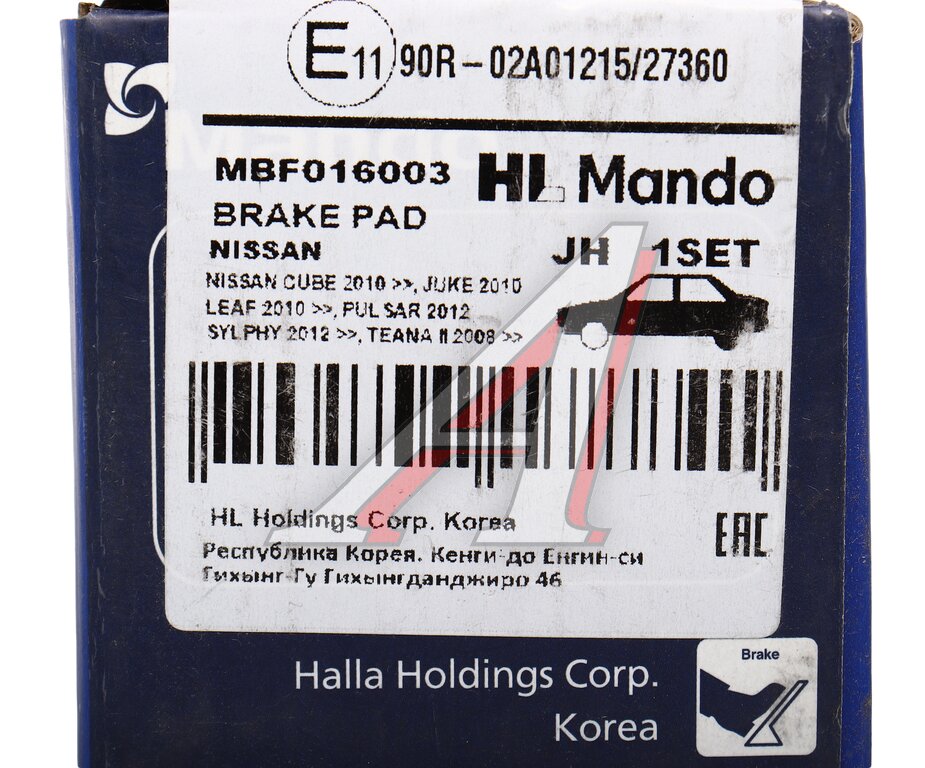 E11 90R-02A01215/27360
MBF016003 HL Mando
BRAKE PAD
NISSAN JH 1SET
NISSAN CUBE 2010 >>, JUKE 2010
LEAF 2010 >>, PULSAR 2012
SYLPHY 2012 >>, TEANA II 2008 >>
HL Holdings Corp. Korea
EAC
Республика Корея. Кенги-до Енгин-си
Гихынг-Гу Гихынгданджиро 46
Halla Holdings Corp.
Korea
Brake